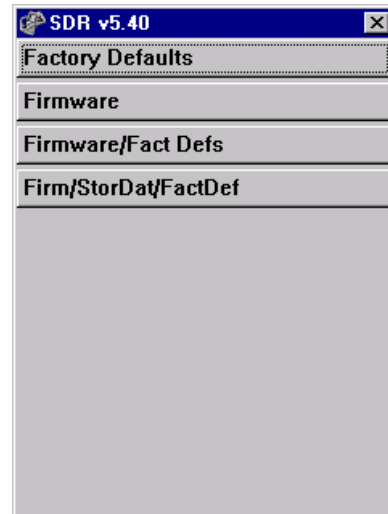 SDR v5.40
Factory Defaults
Firmware
Firmware/Fact Defs
Firm/StorDat/FactDef